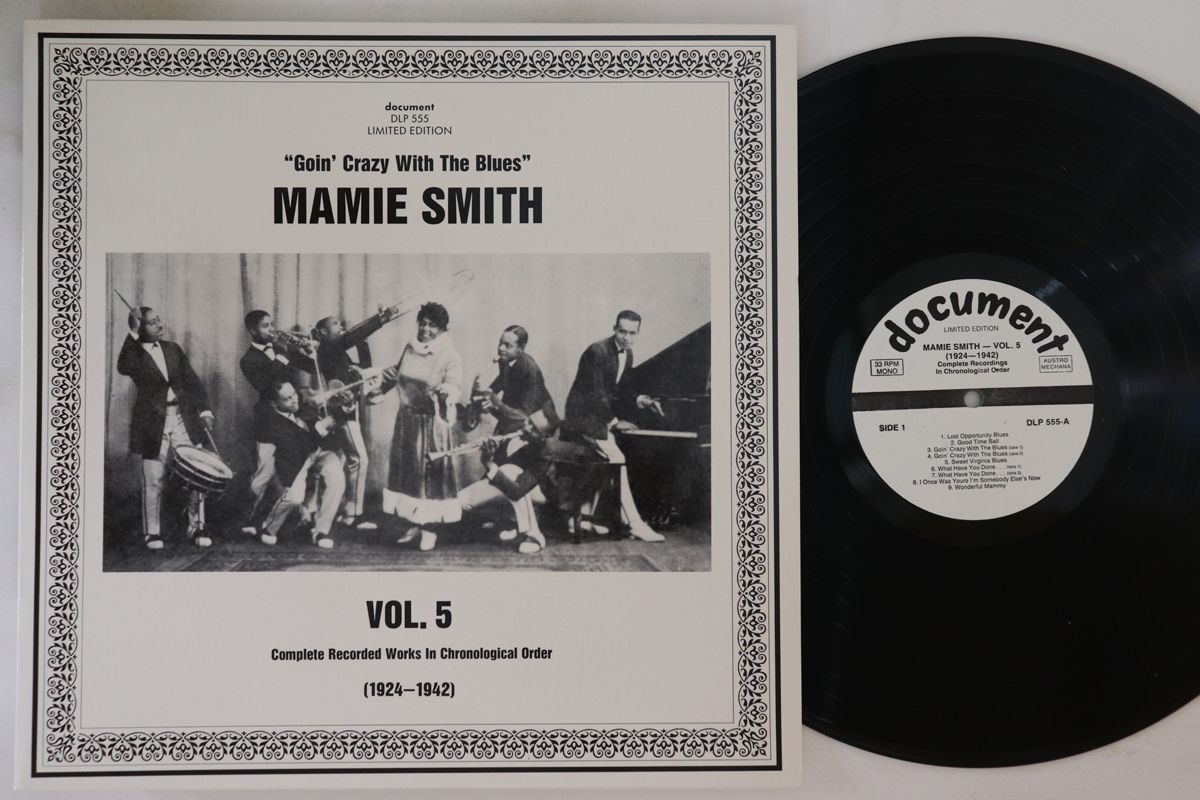 document
DLP 555
LIMITED EDITION
“Goin’ Crazy With The Blues”
MAMIE SMITH
VOL. 5
Complete Recorded Works In Chronological Order
(1924—1942)
document
LIMITED EDITION
MAMIE SMITH — VOL. 5
(1924—1942)
Complete Recordings
In Chronological Order
33 RPM
MONO
AUSTRO
MECHANA
SIDE 1
DLP 555-A
1. Lost Opportunity Blues
2. Good Time Ball
3. Goin' Crazy With The Blues (take 1)
4. Goin' Crazy With The Blues (take 2)
5. Sweet Virginia Blues
6. What Have You Done . . . (take 1)
7. What Have You Done . . . (take 3)
8. I Once Was Yours I'm Somebody Else's Now
9. Wonderful Mammy